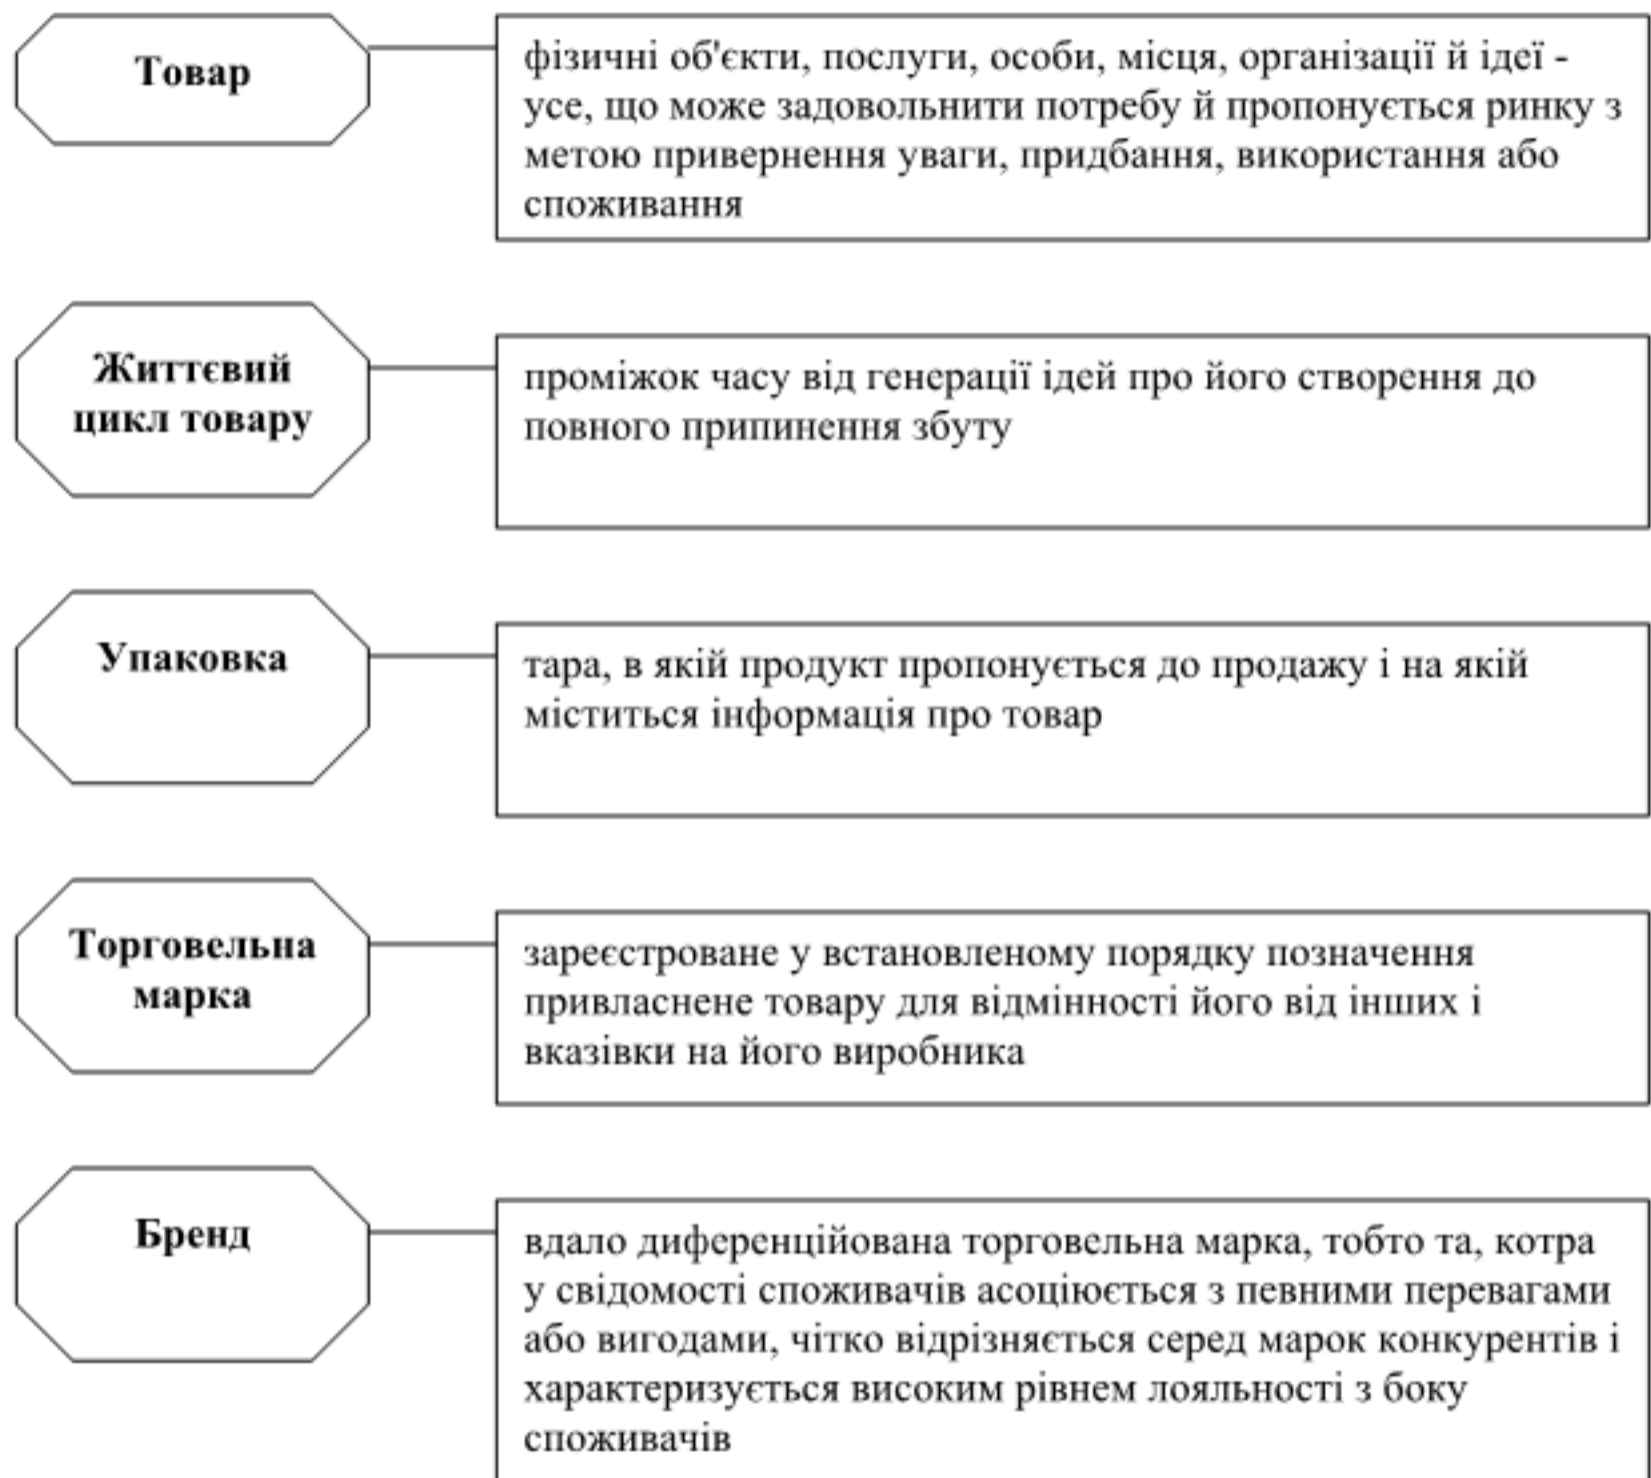 Товар
фізичні об'єкти, послуги, особи, місця, організації й ідеї -
усе, що може задовольнити потребу й пропонується ринку з
метою привернення уваги, придбання, використання або
споживання
Життєвий
цикл товару
проміжок часу від генерації ідей про його створення до
повного припинення збуту
Упаковка
тара, в якій продукт пропонується до продажу і на якій
міститься інформація про товар
Торговельна
марка
зареєстроване у встановленому порядку позначення
привласнене товару для відмінності його від інших і
вказівки на його виробника
Бренд
вдало диференційована торговельна марка, тобто та, котра
у свідомості споживачів асоціюється з певними перевагами
або вигодами, чітко відрізняється серед марок конкурентів і
характеризується високим рівнем лояльності з боку
споживачів